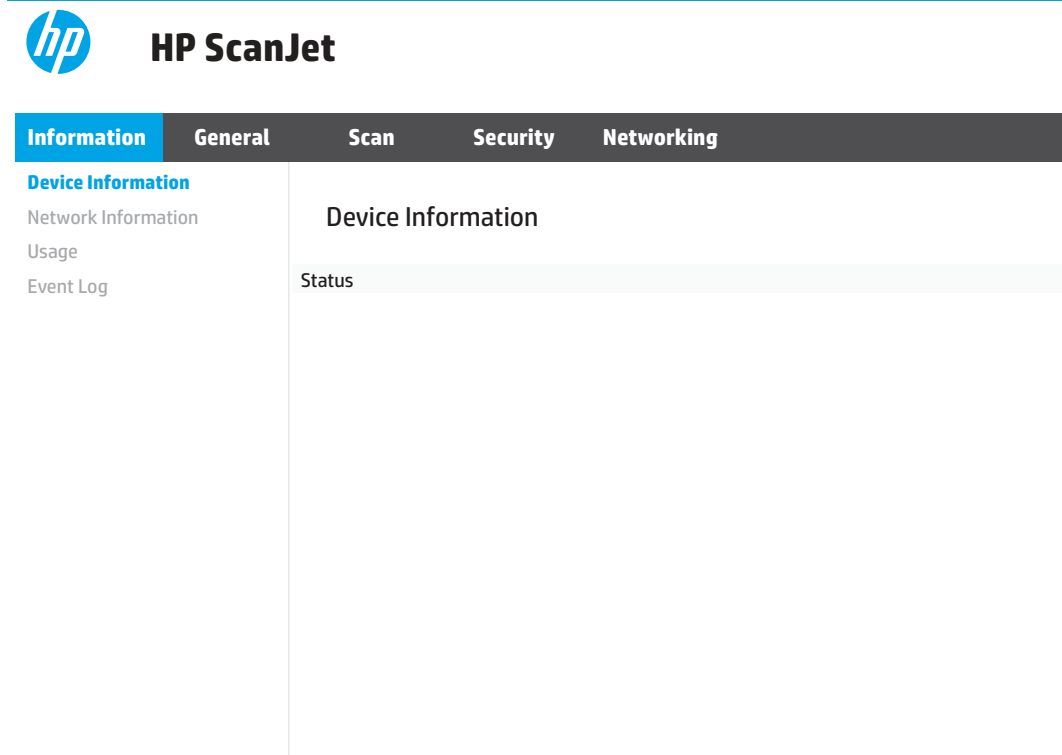 hp
HP ScanJet
Information General Scan Security Networking
Device Information
Network Information
Usage
Event Log
Device Information
Status